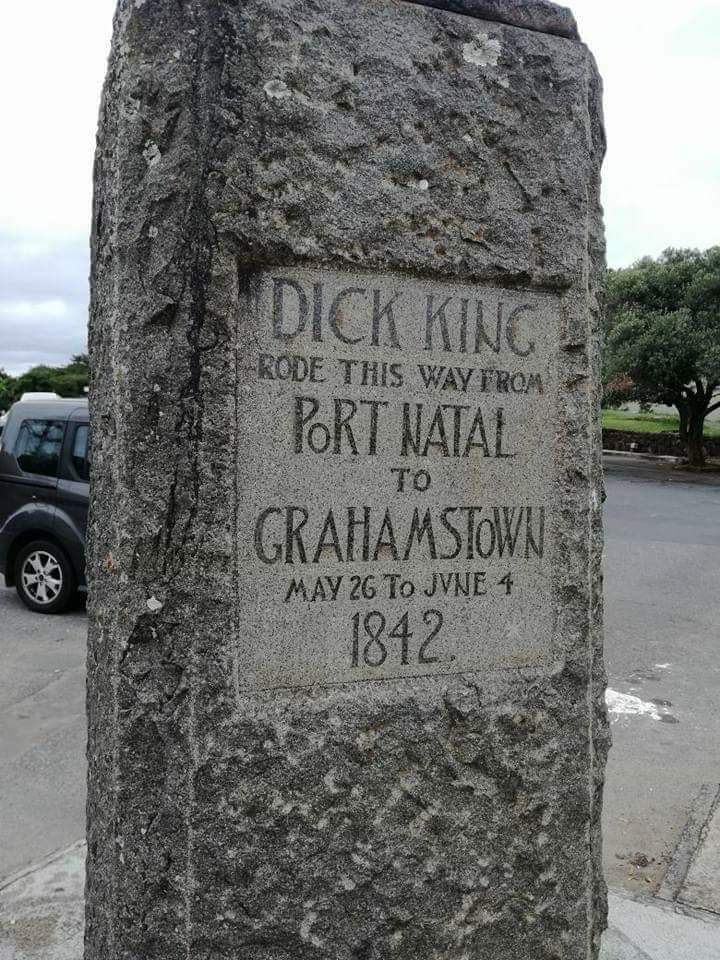 DICK KING
RODE THIS WAY FROM
PoRT NATAL
TO
GRAHAMSToWN
MAY 26 To JVNE 4
1842.